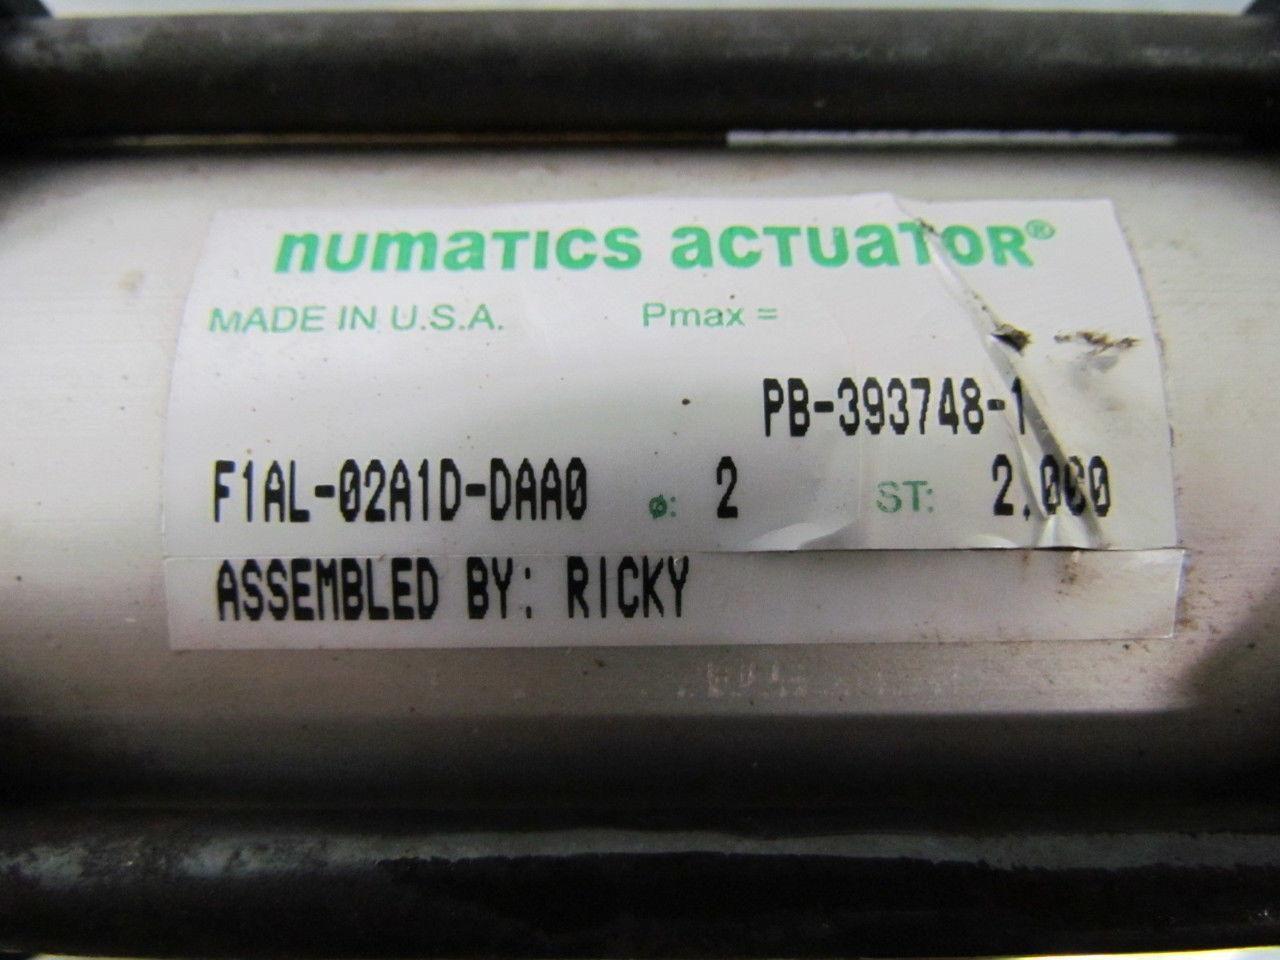 numatics actuator®
MADE IN U.S.A. Pmax =
PB-393748-1
F1AL-02A1D-DAA0 ø: 2 ST: 2.000
ASSEMBLED BY: RICKY